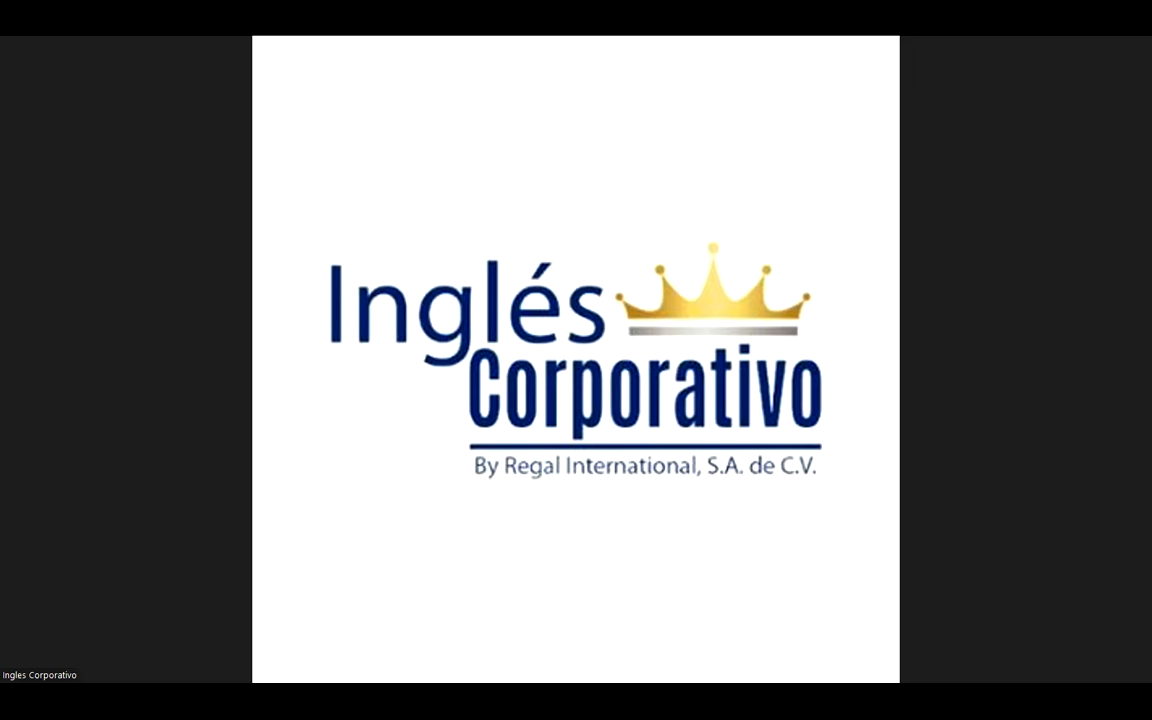 Inglés
Corporativo
By Regal International, S.A. de C.V.
Ingles Corporativo